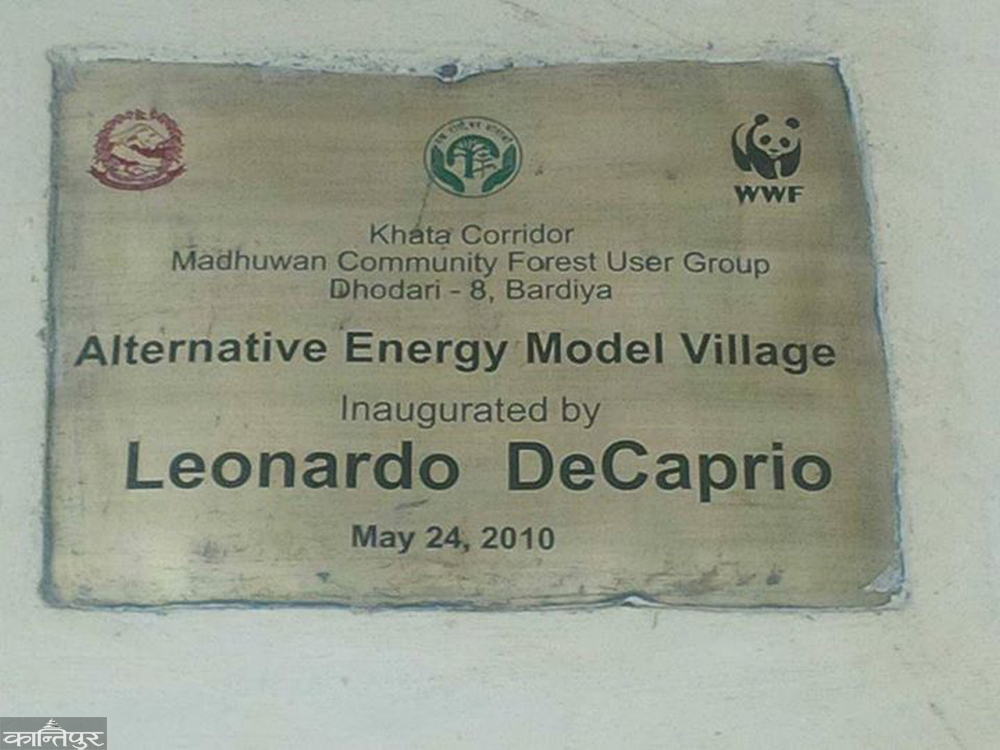 WWF
Khata Corridor
Madhuwan Community Forest User Group
Dhodari - 8, Bardiya
Alternative Energy Model Village
Inaugurated by
Leonardo DeCaprio
May 24, 2010
कान्तिपुर